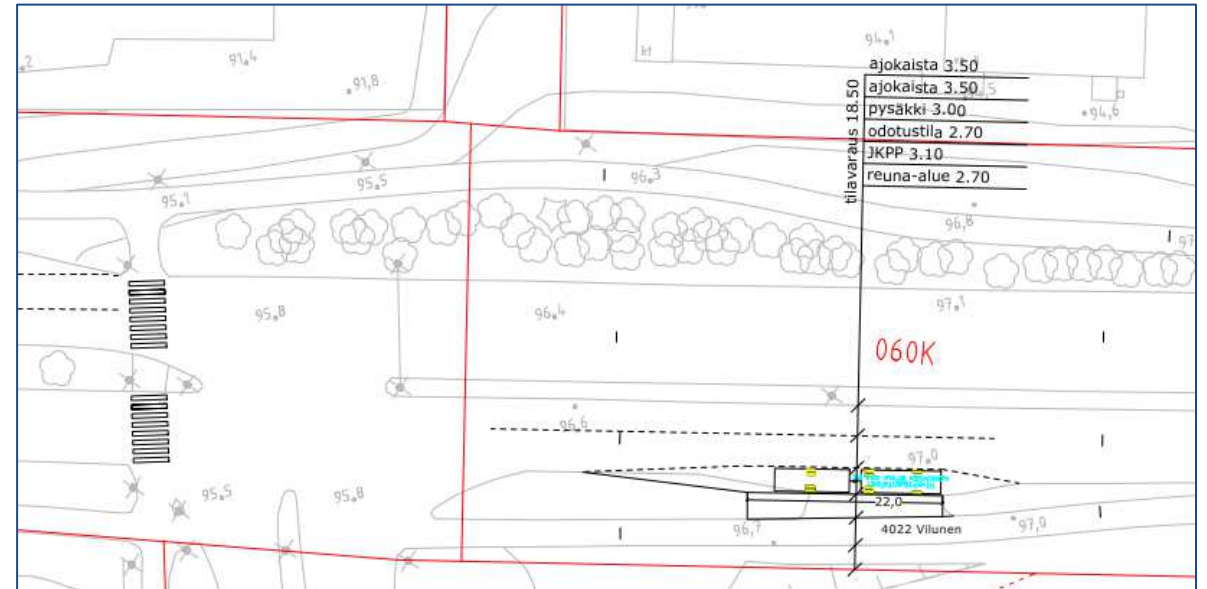 kt
94.1
.2
91.4
.91,8
ajokaista 3.50
ajokaista 3.50
pysäkki 3.00
94,6
odotustila 2.70
JKPP 3.10
reuna-alue 2.70
tilavaraus 18.50
95.5
96.3
95.1
96.8
97
97.1
95.8
96.4
060K
96.6
97.0
95.5
95.8
22,0
96,7
4022 Vilunen
97,0